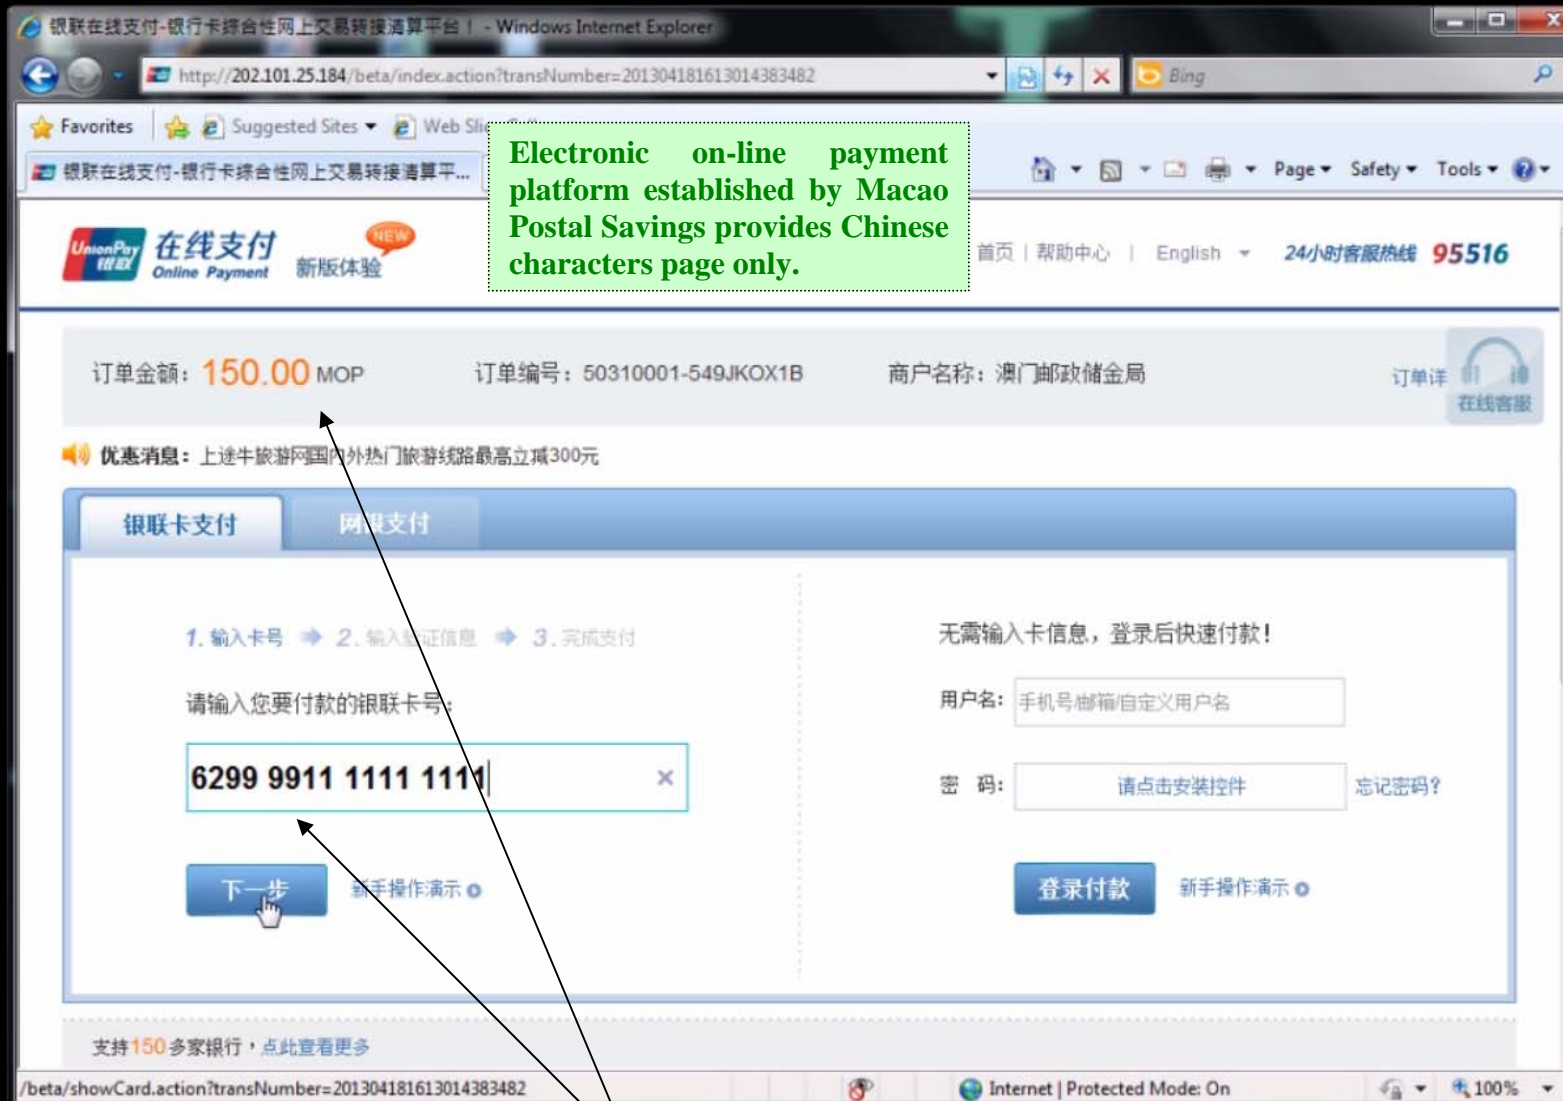 银联在线支付-银行卡综合性网上交易转接清算平台！ - Windows Internet Explorer
http://202.101.25.184/beta/index.action?transNumber=201304181613014383482
Bing
Favorites
Suggested Sites
Web
银联在线支付-银行卡综合性网上交易转接清算平...
Page
Safety
Tools
Electronic on-line payment
platform established by Macao
Postal Savings provides Chinese
characters page only.
UnionPay
银联
在线支付
Online Payment
新版体验
NEW
首页 | 帮助中心 | English
24小时客服热线 95516
订单金额：150.00 MOP
订单编号：50310001-549JKOX1B
商户名称：澳门邮政储金局
订单详
在线客服
优惠消息：上途牛旅游网国内外热门旅游线路最高立减300元
银联卡支付
网银支付
1. 输入卡号
2. 输入验证信息
3. 完成支付
请输入您要付款的银联卡号：
6299 9911 1111 1111
×
下一步
新手操作演示
无需输入卡信息，登录后快速付款！
用户名：
手机号/邮箱/自定义用户名
密 码：
请点击安装控件
忘记密码？
登录付款
新手操作演示
支持150多家银行，点此查看更多
/beta/showCard.action?transNumber=201304181613014383482
Internet | Protected Mode: On
100%